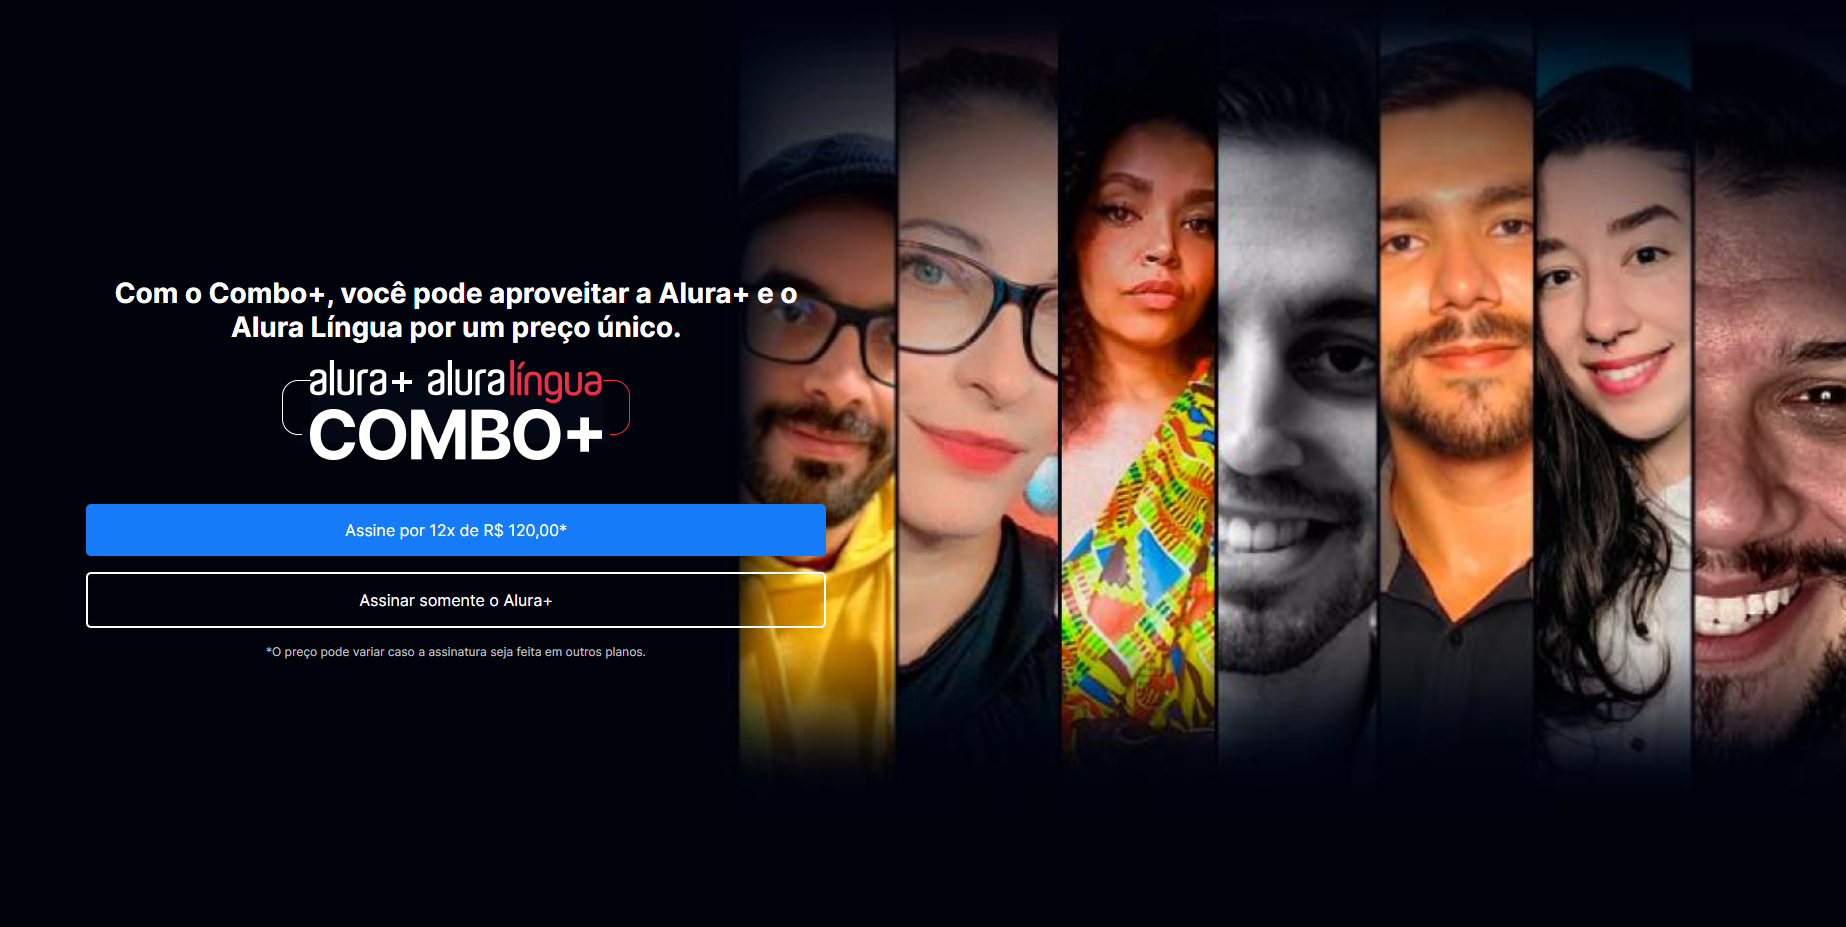 Com o Combo+, você pode aproveitar a Alura+ e o
Alura Língua por um preço único.
alura+ aluralíngua
COMBO+
Assine por 12x de R$ 120,00*
Assinar somente o Alura+
*O preço pode variar caso a assinatura seja feita em outros planos.